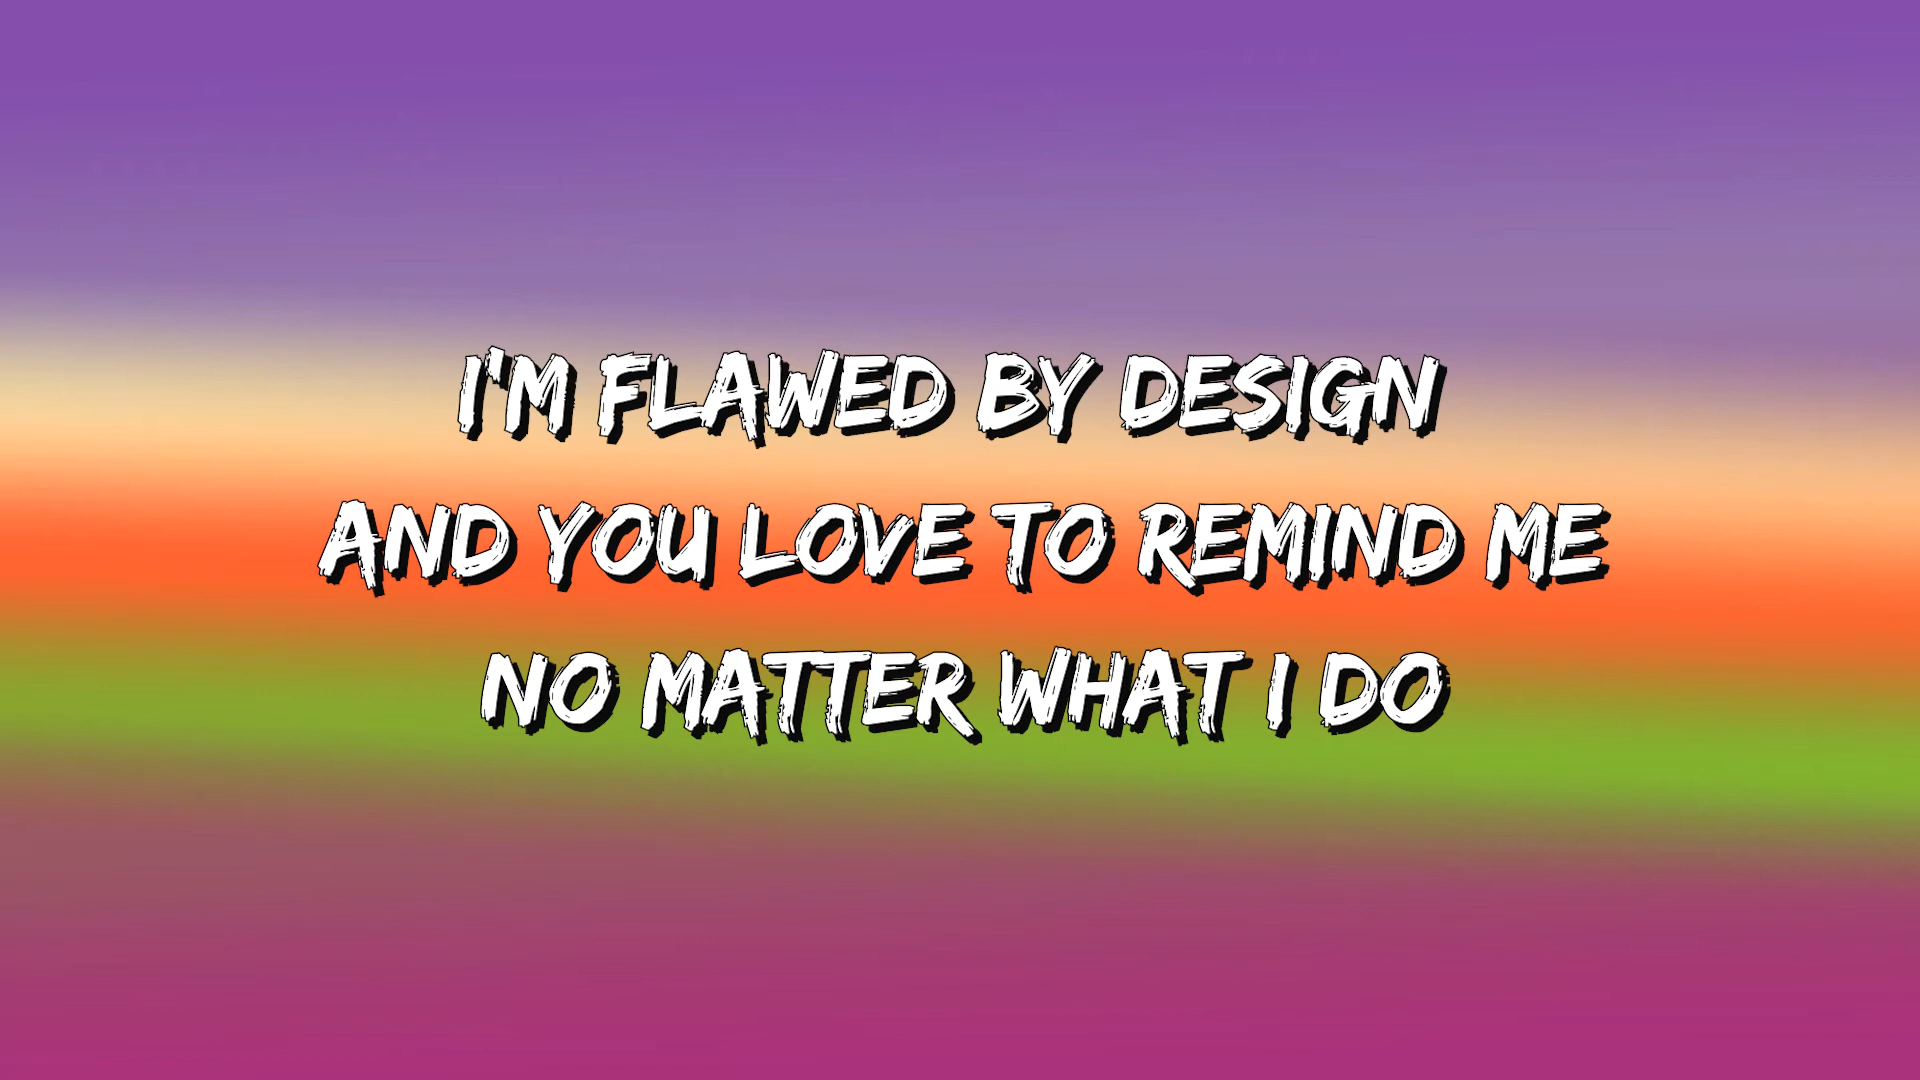 I'M FLAWED BY DESIGN
AND YOU LOVE TO REMIND ME
NO MATTER WHAT I DO